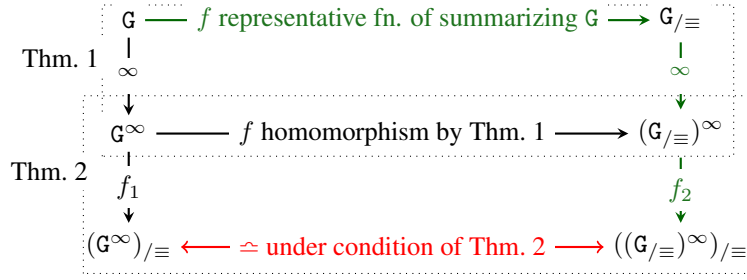 G f representative fn. of summarizing G G/≡
Thm. 1
∞ ∞
G^∞ f homomorphism by Thm. 1 (G/≡)^∞
Thm. 2
f₁ f₂
(G^∞)/≡ ≏ under condition of Thm. 2 ((G/≡)^∞)/≡